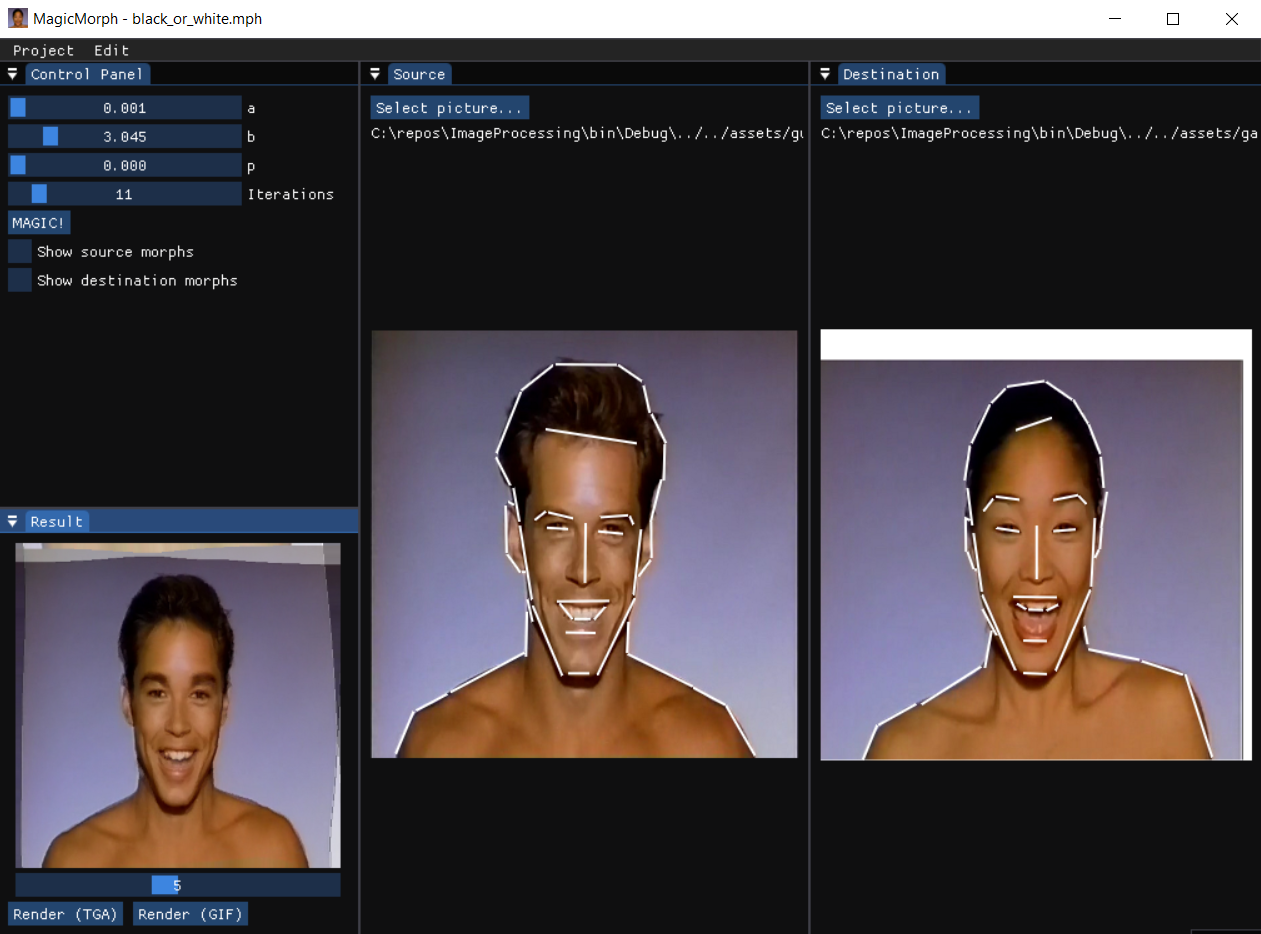 MagicMorph - black_or_white.mph
Project Edit
Control Panel
0.001 a
3.045 b
0.000 p
11 Iterations
MAGIC!
Show source morphs
Show destination morphs
Result
5
Render (TGA) Render (GIF)
Source
Select picture...
C:\repos\ImageProcessing\bin\Debug\../../assets/gu
Destination
Select picture...
C:\repos\ImageProcessing\bin\Debug\../../assets/ga